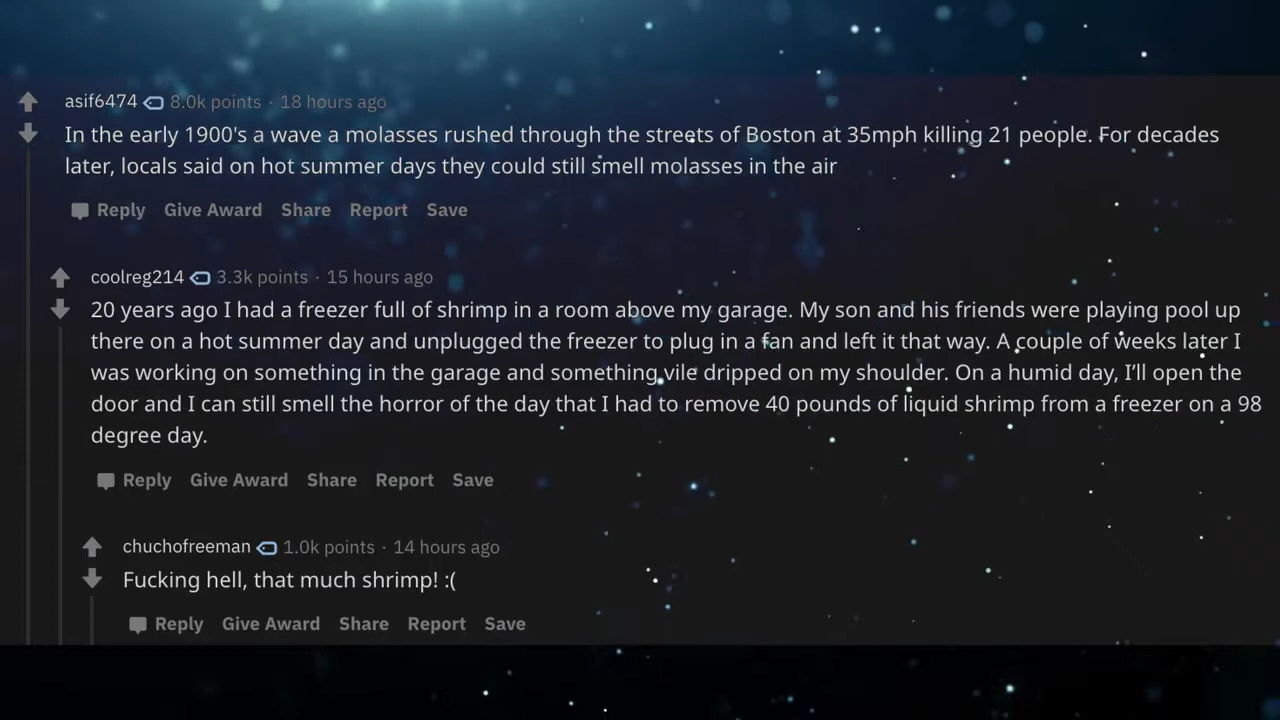 asif6474 8.0k points · 18 hours ago
In the early 1900's a wave a molasses rushed through the streets of Boston at 35mph killing 21 people. For decades
later, locals said on hot summer days they could still smell molasses in the air
Reply Give Award Share Report Save
coolreg214 3.3k points · 15 hours ago
20 years ago I had a freezer full of shrimp in a room above my garage. My son and his friends were playing pool up
there on a hot summer day and unplugged the freezer to plug in a fan and left it that way. A couple of weeks later I
was working on something in the garage and something vile dripped on my shoulder. On a humid day, I’ll open the
door and I can still smell the horror of the day that I had to remove 40 pounds of liquid shrimp from a freezer on a 98
degree day.
Reply Give Award Share Report Save
chuchofreeman 1.0k points · 14 hours ago
Fucking hell, that much shrimp! :(
Reply Give Award Share Report Save